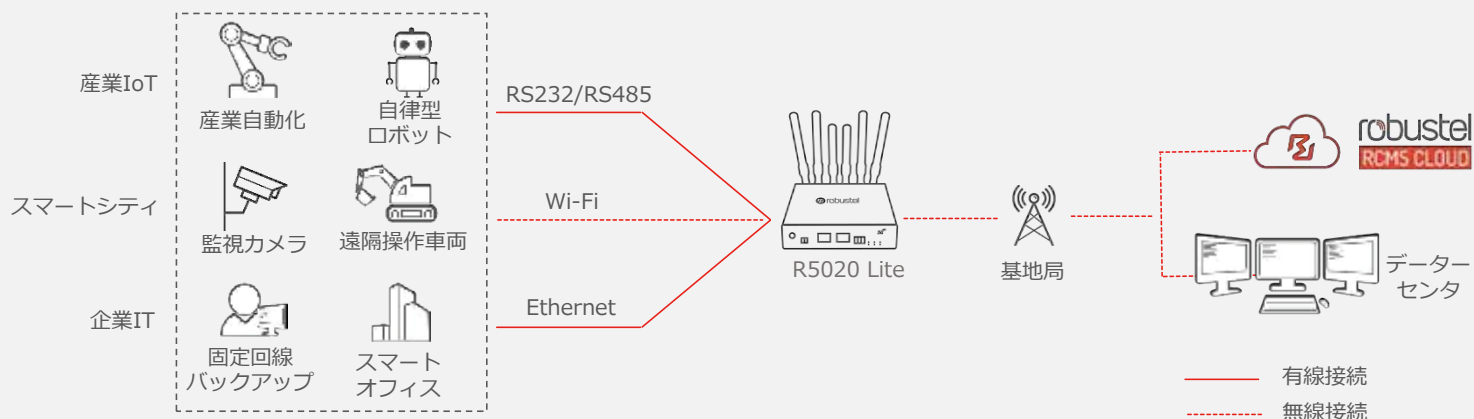 産業IoT
産業自動化
自律型
ロボット
RS232/RS485
スマートシティ
監視カメラ
遠隔操作車両
Wi-Fi
企業IT
固定回線
バックアップ
スマート
オフィス
Ethernet
robustel
R5020 Lite
基地局
robustel
RCMS CLOUD
データー
センタ
有線接続
無線接続